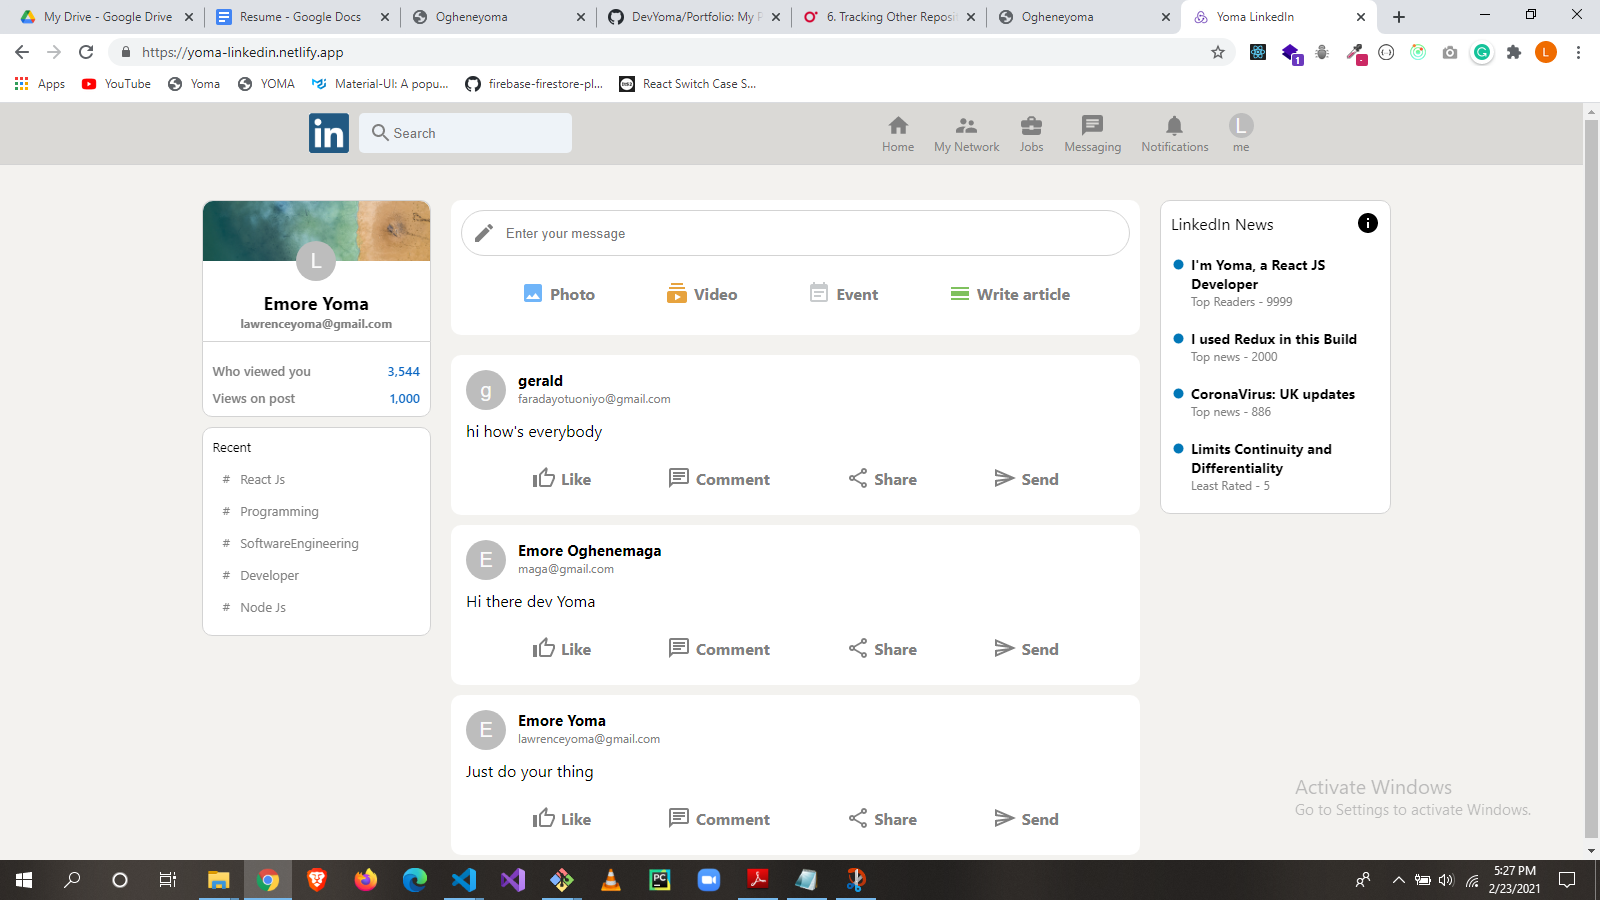 My Drive - Google Drive
Resume - Google Docs
Ogheneyoma
DevYoma/Portfolio: My P
6. Tracking Other Reposit
Ogheneyoma
Yoma LinkedIn
https://yoma-linkedin.netlify.app
L
1
Apps
YouTube
Yoma
YOMA
Material-UI: A popu...
firebase-firestore-pl...
React Switch Case S...
in
Search
Home
My Network
Jobs
Messaging
Notifications
L
me
L
Emore Yoma
lawrenceyoma@gmail.com
Who viewed you 3,544
Views on post 1,000
Recent
# React Js
# Programming
# SoftwareEngineering
# Developer
# Node Js
Enter your message
Photo
Video
Event
Write article
g
gerald
faradayotuoniyo@gmail.com
hi how's everybody
Like
Comment
Share
Send
E
Emore Oghenemaga
maga@gmail.com
Hi there dev Yoma
Like
Comment
Share
Send
E
Emore Yoma
lawrenceyoma@gmail.com
Just do your thing
Like
Comment
Share
Send
LinkedIn News
I'm Yoma, a React JS
Developer
Top Readers - 9999
I used Redux in this Build
Top news - 2000
CoronaVirus: UK updates
Top news - 886
Limits Continuity and
Differentiality
Least Rated - 5
Activate Windows
Go to Settings to activate Windows.
PC
5:27 PM
2/23/2021